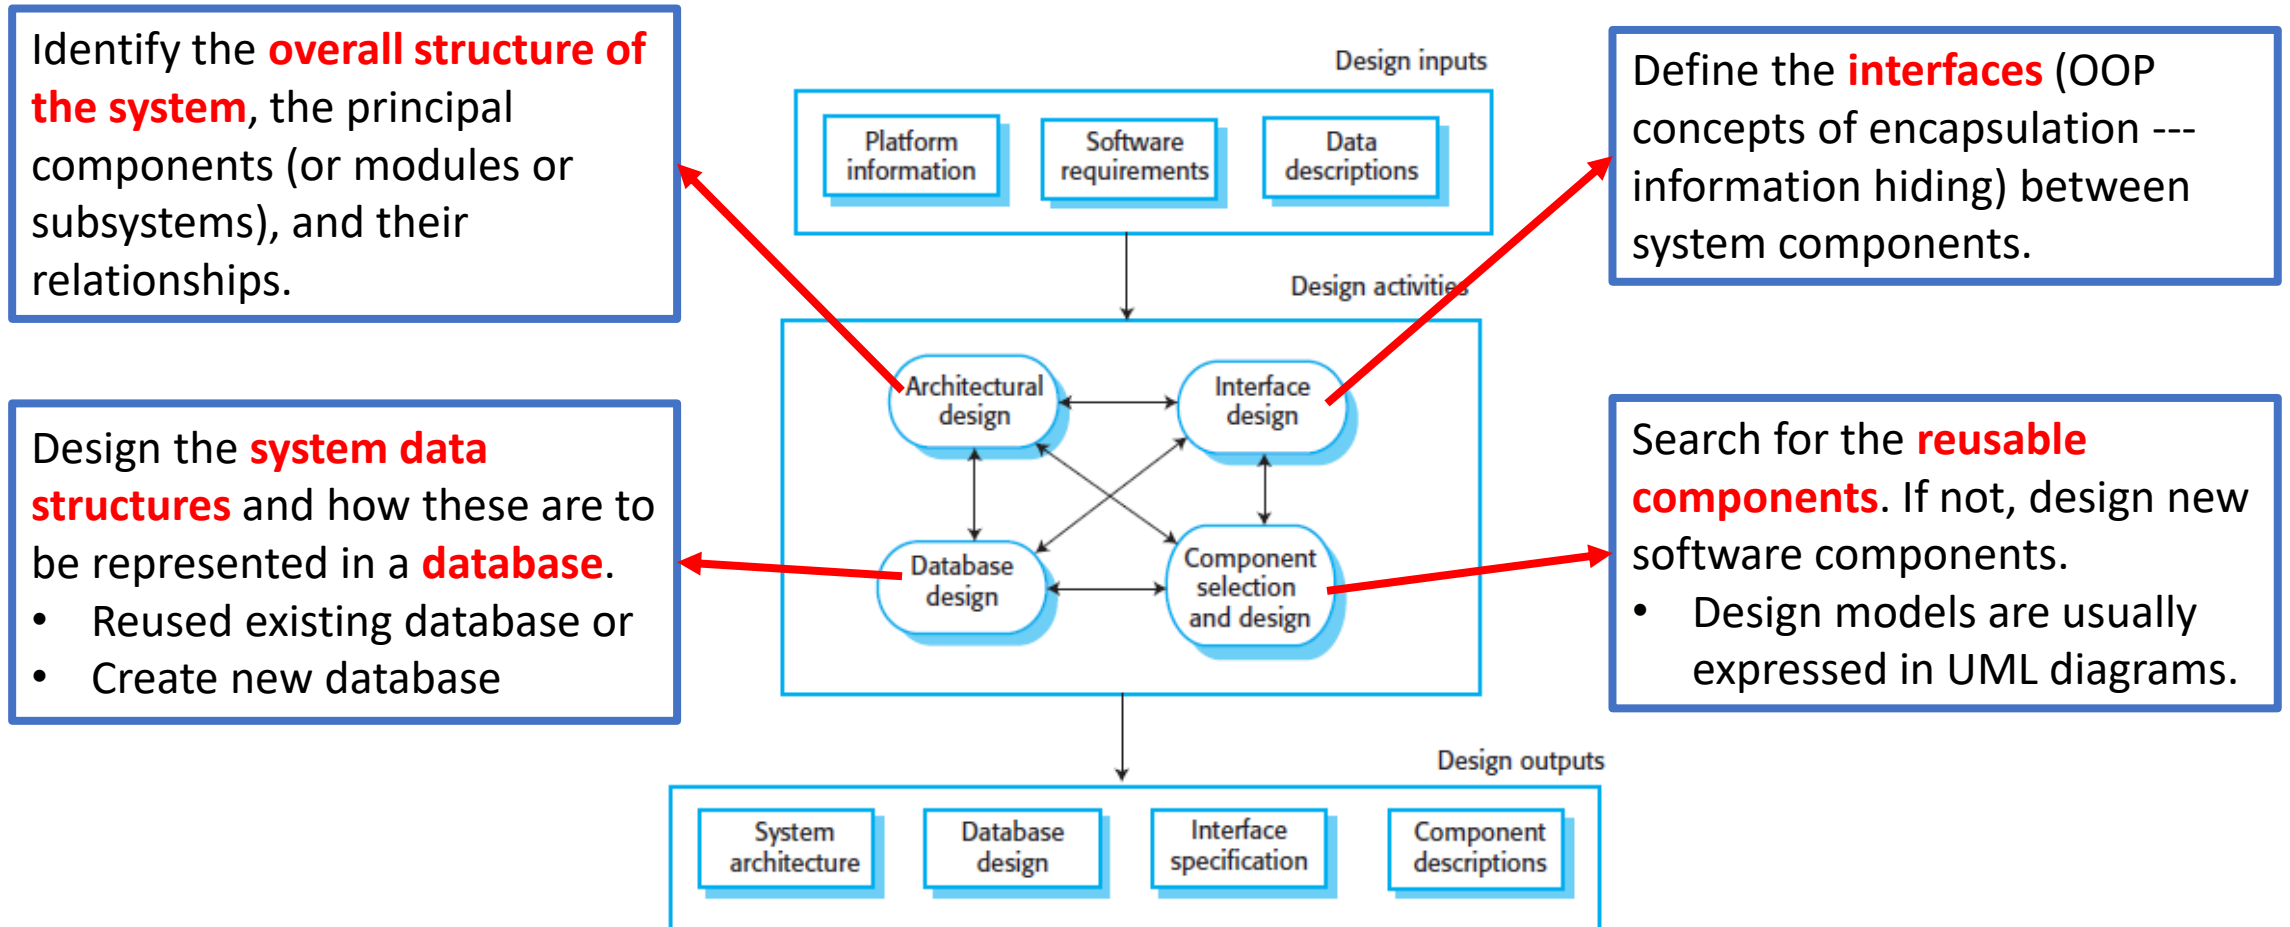 Identify the overall structure of
the system, the principal
components (or modules or
subsystems), and their
relationships.
Design the system data
structures and how these are to
be represented in a database.
• Reused existing database or
• Create new database
Design inputs
Platform
information
Software
requirements
Data
descriptions
Design activities
Architectural
design
Interface
design
Database
design
Component
selection
and design
Design outputs
System
architecture
Database
design
Interface
specification
Component
descriptions
Define the interfaces (OOP
concepts of encapsulation ---
information hiding) between
system components.
Search for the reusable
components. If not, design new
software components.
• Design models are usually
expressed in UML diagrams.